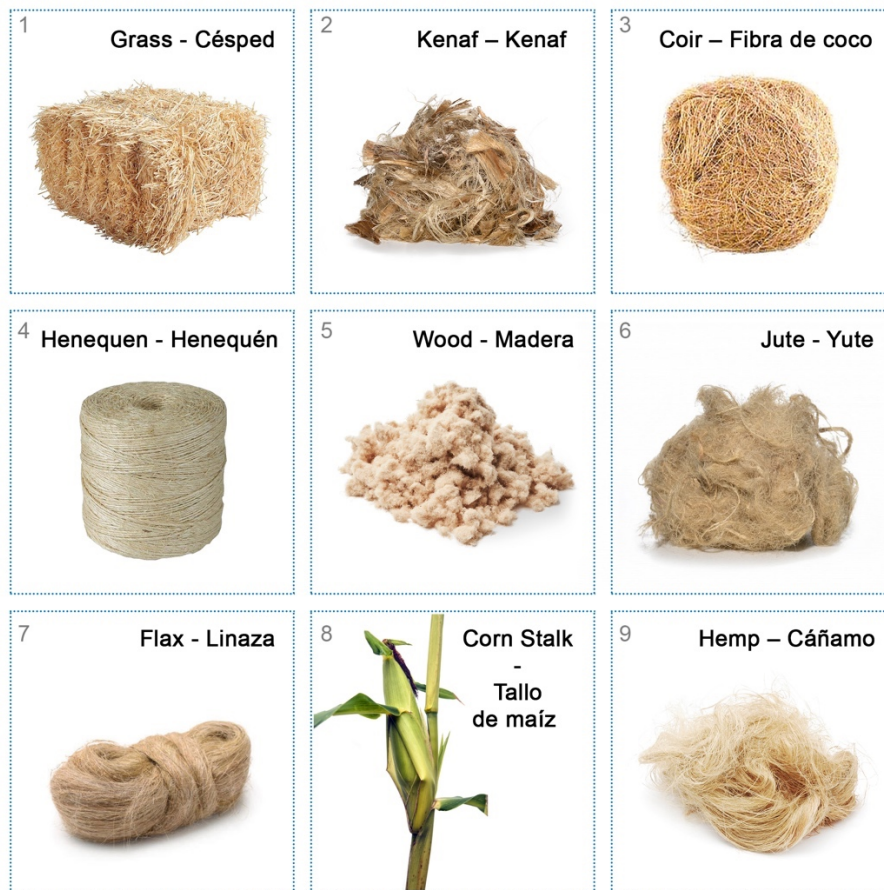 1
Grass - Césped
2
Kenaf – Kenaf
3
Coir – Fibra de coco
4
Henequen - Henequén
5
Wood - Madera
6
Jute - Yute
7
Flax - Linaza
8
Corn Stalk
-
Tallo
de maíz
9
Hemp – Cáñamo